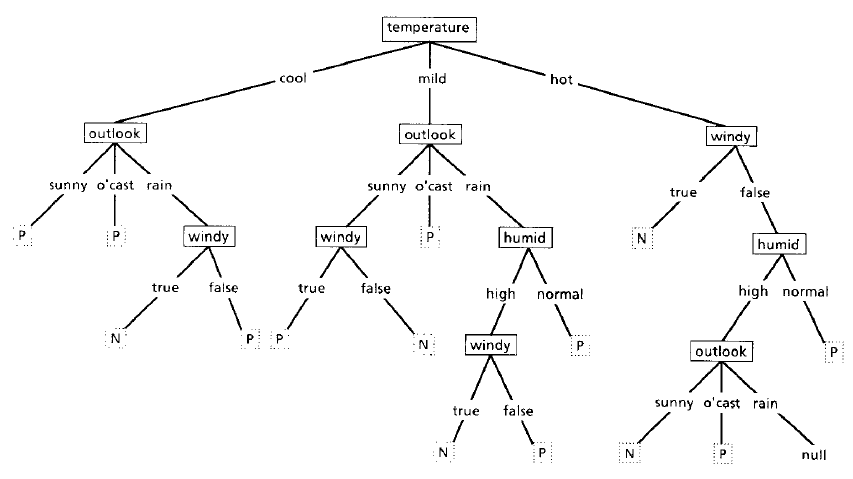 temperature
cool mild hot
outlook outlook windy
sunny o'cast rain sunny o'cast rain true false
P P windy windy P humid N humid
true false true false high normal high normal
N P P N windy P outlook P
true false sunny o'cast rain
N P N P null